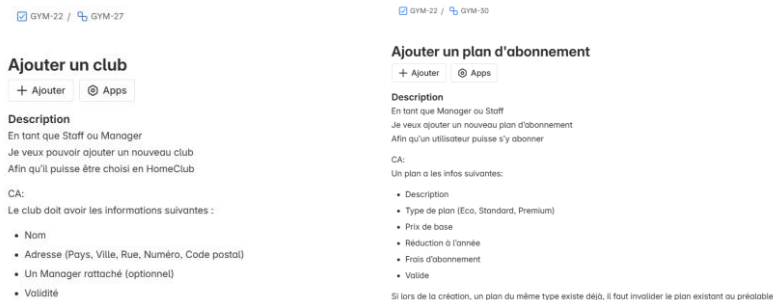 GYM-22 / GYM-27
Ajouter un club
+ Ajouter Apps
Description
En tant que Staff ou Manager
Je veux pouvoir ajouter un nouveau club
Afin qu'il puisse être choisi en HomeClub
CA:
Le club doit avoir les informations suivantes :
• Nom
• Adresse (Pays, Ville, Rue, Numéro, Code postal)
• Un Manager rattaché (optionnel)
• Validité
GYM-22 / GYM-30
Ajouter un plan d'abonnement
+ Ajouter Apps
Description
En tant que Manager ou Staff
Je veux ajouter un nouveau plan d'abonnement
Afin qu'un utilisateur puisse s'y abonner
CA:
Un plan a les infos suivantes:
• Description
• Type de plan (Eco, Standard, Premium)
• Prix de base
• Réduction à l'année
• Frais d'abonnement
• Valide
Si lors de la création, un plan du même type existe déjà, il faut invalider le plan existant au préalable